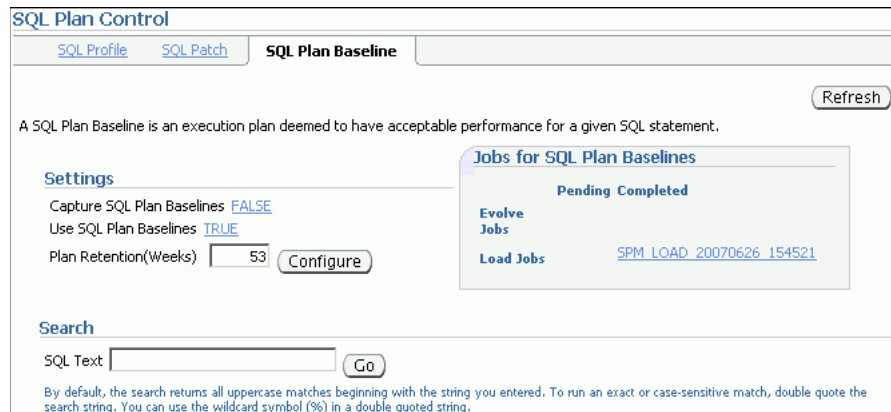 SQL Plan Control
SQL Profile SQL Patch SQL Plan Baseline
Refresh
A SQL Plan Baseline is an execution plan deemed to have acceptable performance for a given SQL statement.
Settings
Capture SQL Plan Baselines FALSE
Use SQL Plan Baselines TRUE
Plan Retention(Weeks) 53 Configure
Jobs for SQL Plan Baselines
Pending Completed
Evolve
Jobs
Load Jobs SPM_LOAD_20070626_154521
Search
SQL Text Go
By default, the search returns all uppercase matches beginning with the string you entered. To run an exact or case-sensitive match, double quote the
search string. You can use the wildcard symbol (%) in a double quoted string.